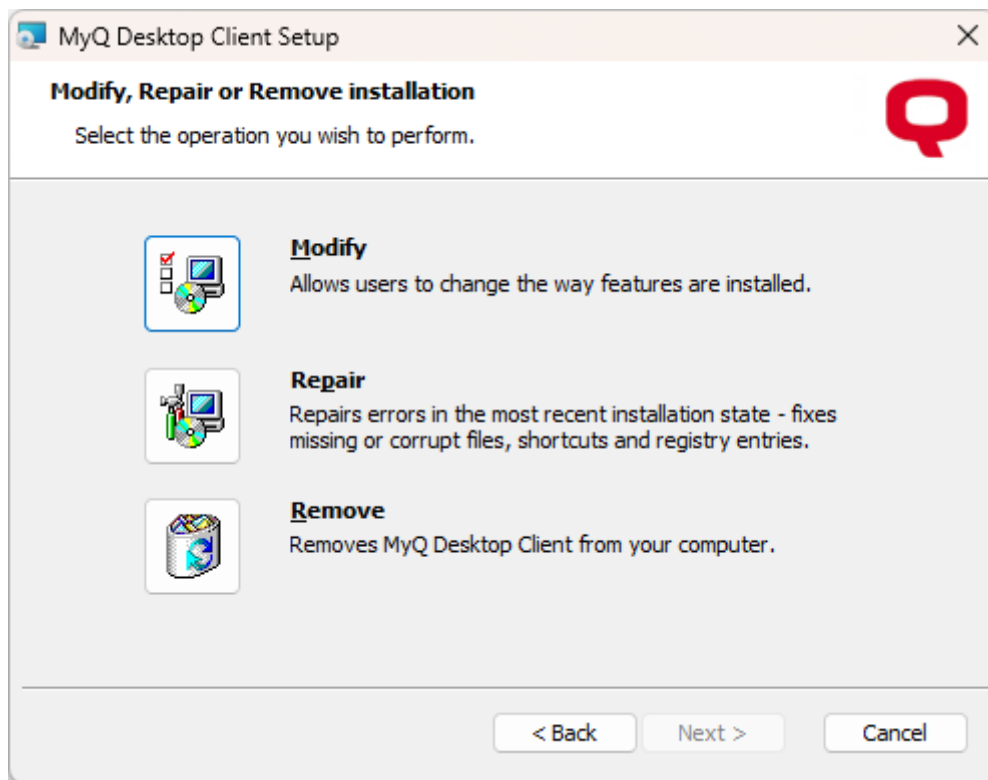 MyQ Desktop Client Setup
Modify, Repair or Remove installation
Select the operation you wish to perform.
Modify
Allows users to change the way features are installed.
Repair
Repairs errors in the most recent installation state - fixes
missing or corrupt files, shortcuts and registry entries.
Remove
Removes MyQ Desktop Client from your computer.
< Back
Next >
Cancel